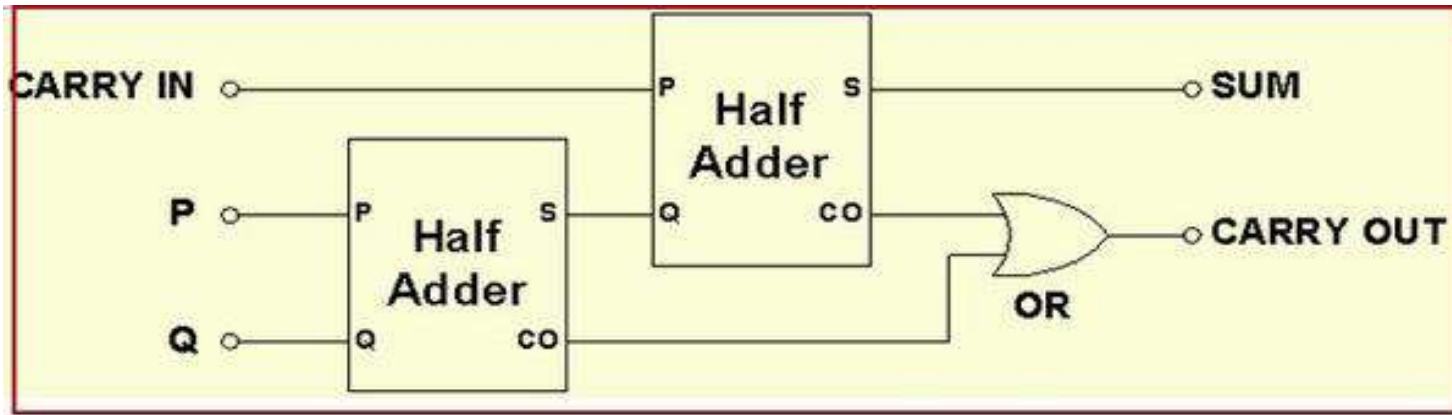 CARRY IN
P
S
SUM
Half
Adder
P
P
S
Q
CO
CARRY OUT
Half
Adder
OR
Q
Q
CO